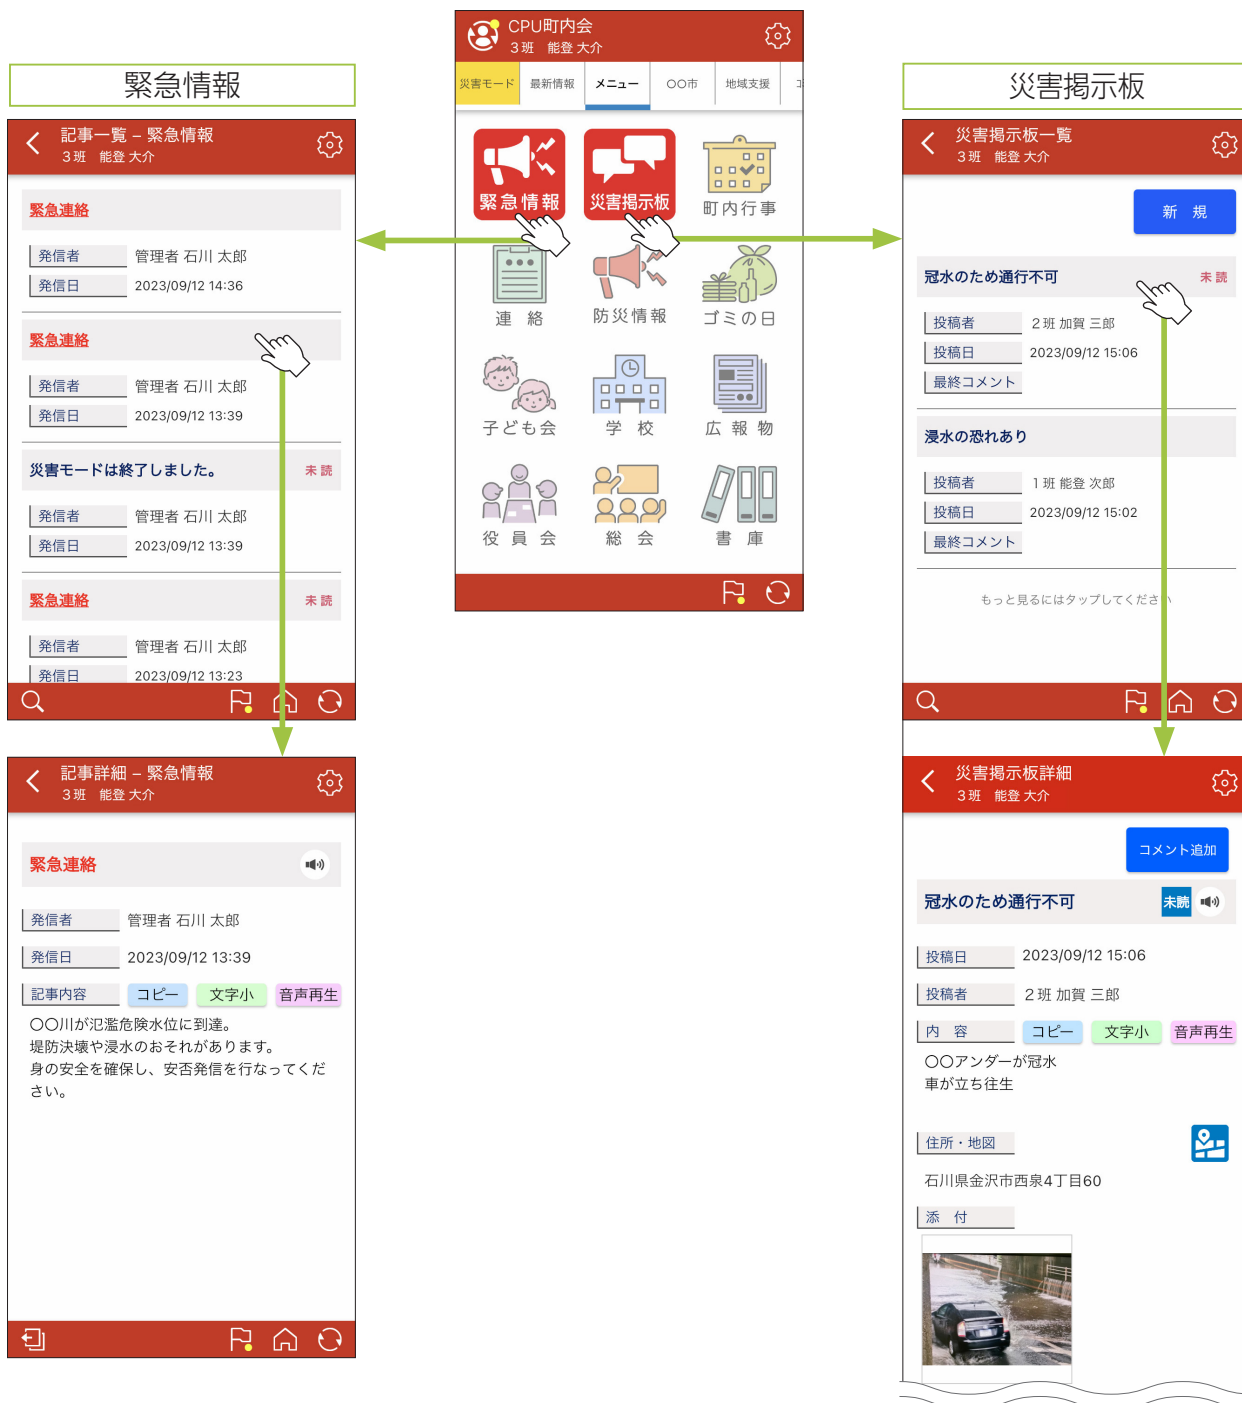 CPU町内会
3班 能登 大介
災害モード 最新情報 メニュー ○○市 地域支援
緊急情報 災害掲示板 町内行事
連 絡 防災情報 ゴミの日
子ども会 学 校 広 報 物
役 員 会 総 会 書 庫
緊急情報
記事一覧 – 緊急情報
3班 能登 大介
緊急連絡
発信者 管理者 石川 太郎
発信日 2023/09/12 14:36
緊急連絡
発信者 管理者 石川 太郎
発信日 2023/09/12 13:39
災害モードは終了しました。 未読
発信者 管理者 石川 太郎
発信日 2023/09/12 13:39
緊急連絡 未読
発信者 管理者 石川 太郎
発信日 2023/09/12 13:23
記事詳細 – 緊急情報
3班 能登 大介
緊急連絡
発信者 管理者 石川 太郎
発信日 2023/09/12 13:39
記事内容 コピー 文字小 音声再生
○○川が氾濫危険水位に到達。
堤防決壊や浸水のおそれがあります。
身の安全を確保し、安否発信を行なってくだ
さい。
災害掲示板
災害掲示板一覧
3班 能登 大介
新 規
冠水のため通行不可 未読
投稿者 2班 加賀 三郎
投稿日 2023/09/12 15:06
最終コメント
浸水の恐れあり
投稿者 1班 能登 次郎
投稿日 2023/09/12 15:02
最終コメント
もっと見るにはタップしてください
災害掲示板詳細
3班 能登 大介
コメント追加
冠水のため通行不可 未読
投稿日 2023/09/12 15:06
投稿者 2班 加賀 三郎
内 容 コピー 文字小 音声再生
○○アンダーが冠水
車が立ち往生
住所・地図
石川県金沢市西泉4丁目60
添 付